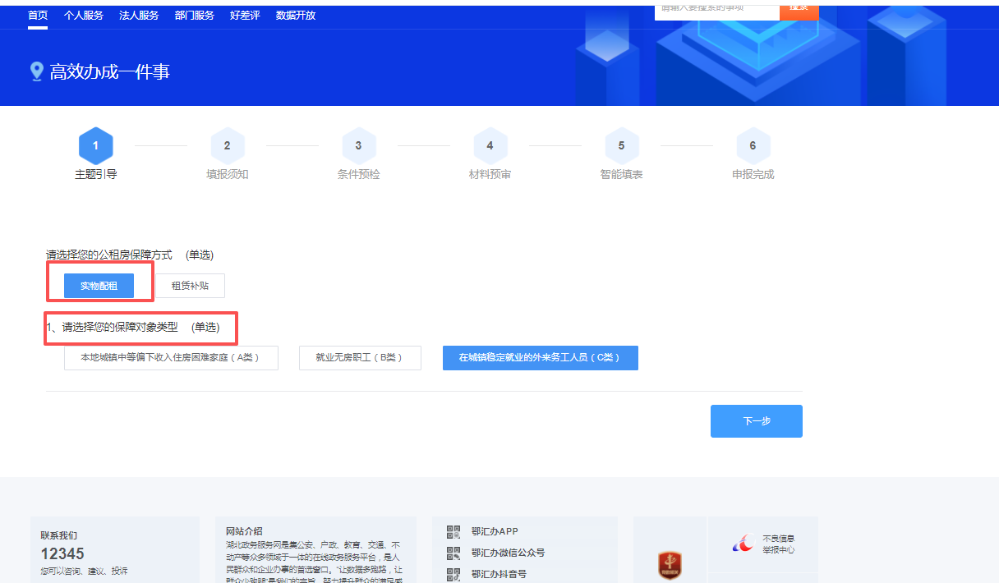 首页 个人服务 法人服务 部门服务 好差评 数据开放
请输入要搜索的事项 搜索
高效办成一件事
1 2 3 4 5 6
主题引导 填报须知 条件预检 材料预审 智能填表 申报完成
请选择您的公租房保障方式 (单选)
实物配租 租赁补贴
1、请选择您的保障对象类型 (单选)
本地城镇中等偏下收入住房困难家庭（A类） 就业无房职工（B类） 在城镇稳定就业的外来务工人员（C类）
下一步
联系我们
12345
您可以咨询、建议、投诉
网站介绍
湖北政务服务网是集公安、户政、教育、交通、不
动产等众多领域于一体的在线政务服务平台，是人
民群众和企业办事的首选窗口。“让数据多跑路，让
群众少跑腿”是我们的宗旨，努力提升群众的满足感
鄂汇办APP
鄂汇办微信公众号
鄂汇办抖音号
不良信息
举报中心